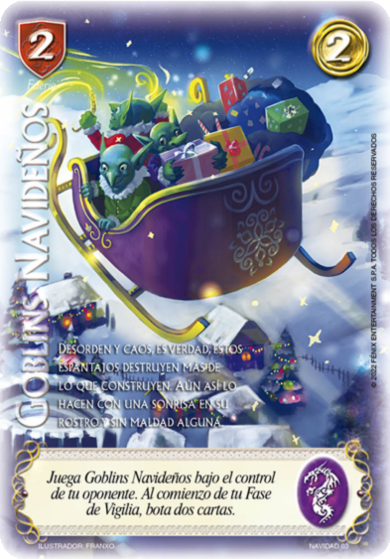 2
2
GOBLINS NAVIDEÑOS
DESORDEN Y CAOS, ES VERDAD, ESTOS
ESPANTAJOS DESTRUYEN MÁS DE
LO QUE CONSTRUYEN. AÚN ASÍ LO
HACEN CON UNA SONRISA EN SU
ROSTRO Y SIN MALDAD ALGUNA.
Juega Goblins Navideños bajo el control
de tu oponente. Al comienzo de tu Fase
de Vigilia, bota dos cartas.
ILUSTRADOR: FRANXO
NAVIDAD 03
© 2022 FÉNIX ENTERTAINMENT S.P.A. TODOS LOS DERECHOS RESERVADOS